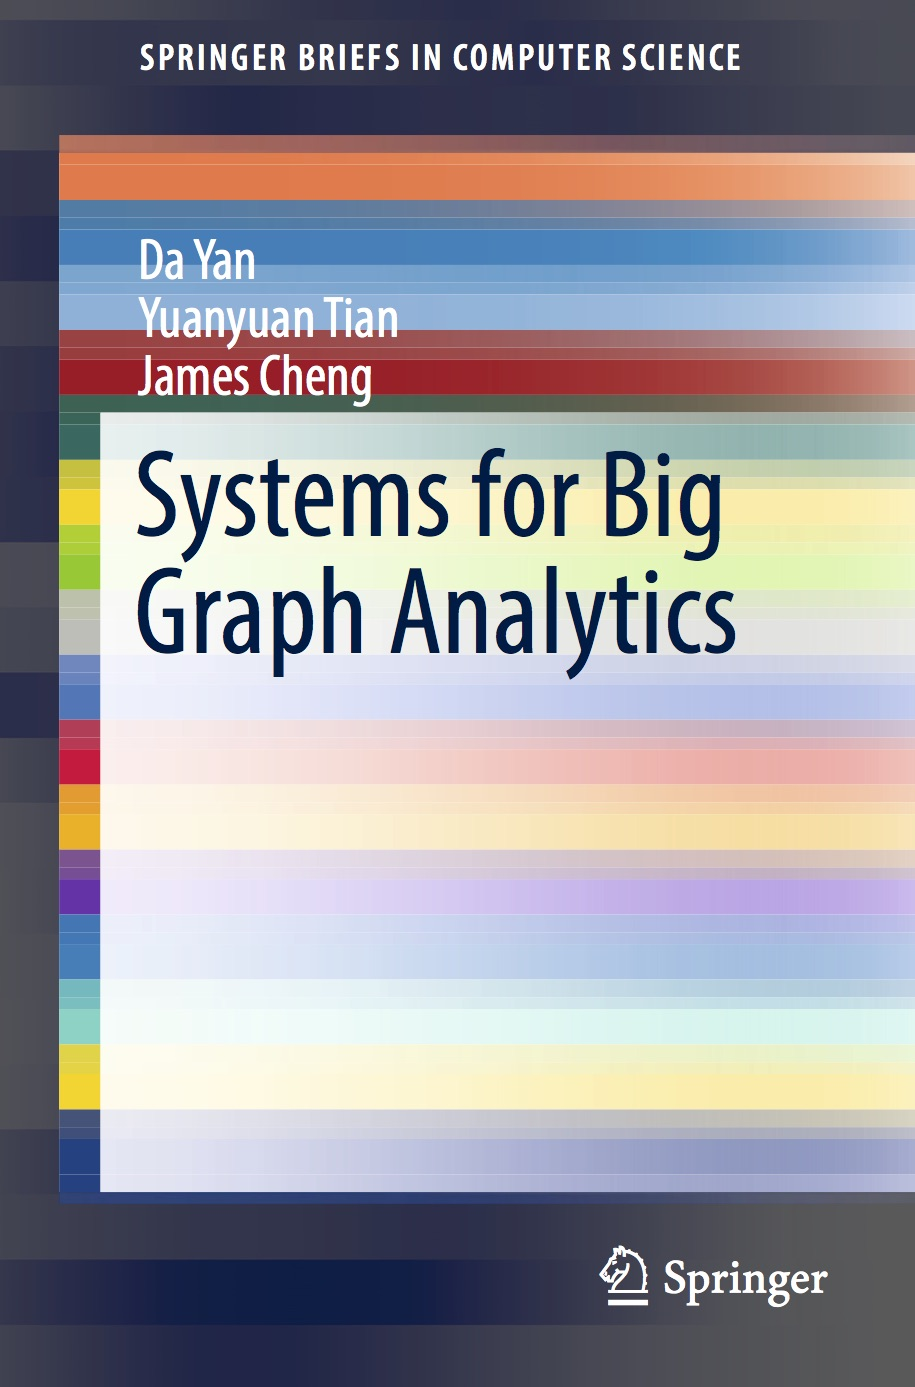 SPRINGER BRIEFS IN COMPUTER SCIENCE
Da Yan
Yuanyuan Tian
James Cheng
Systems for Big
Graph Analytics
Springer